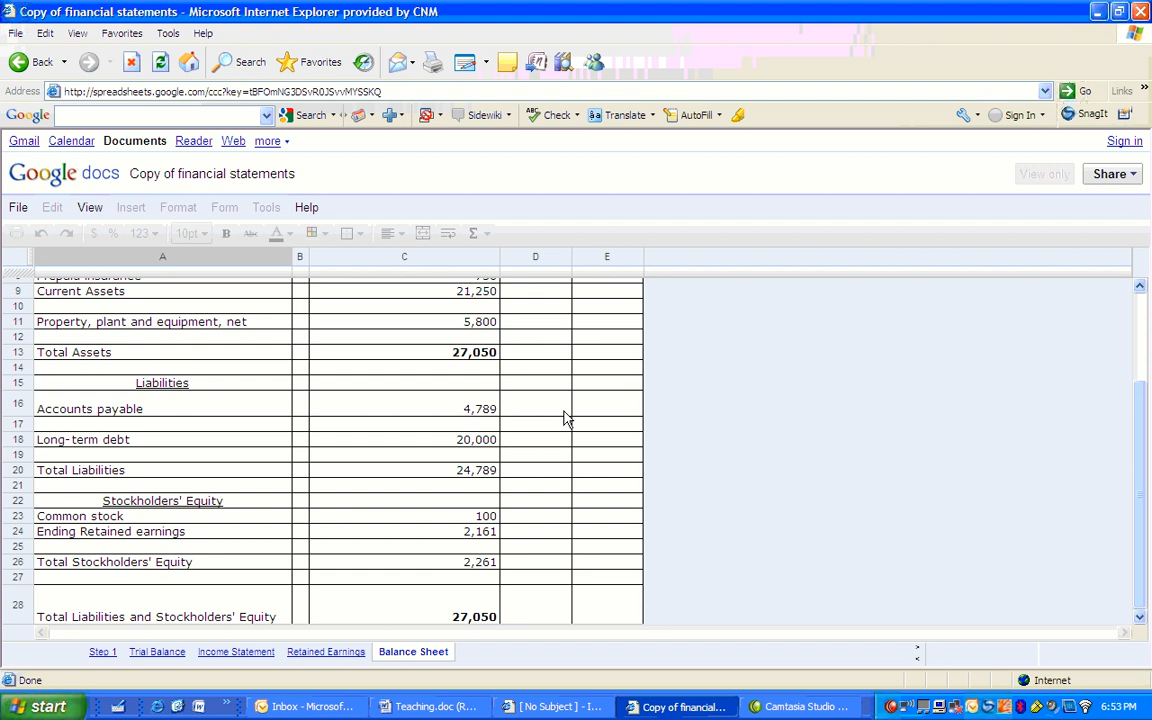 Copy of financial statements - Microsoft Internet Explorer provided by CNM
File Edit View Favorites Tools Help
Back Search Favorites
Address http://spreadsheets.google.com/ccc?key=tBFOmNG3DSvR0JSvvMYSSKQ Go Links »
Google Search Sidewiki Check Translate AutoFill Sign In SnagIt
Gmail Calendar Documents Reader Web more Sign in
Google docs Copy of financial statements View only Share
File Edit View Insert Format Form Tools Help
$ % 123 10pt B Abc A Σ
A B C D E
9 Current Assets 21,250
10
11 Property, plant and equipment, net 5,800
12
13 Total Assets 27,050
14
15 Liabilities
16 Accounts payable 4,789
17
18 Long-term debt 20,000
19
20 Total Liabilities 24,789
21
22 Stockholders' Equity
23 Common stock 100
24 Ending Retained earnings 2,161
25
26 Total Stockholders' Equity 2,261
27
28 Total Liabilities and Stockholders' Equity 27,050
Step 1 Trial Balance Income Statement Retained Earnings Balance Sheet
Done Internet
start Inbox - Microsof... Teaching.doc (R... [ No Subject ] - I... Copy of financial... Camtasia Studio ... 6:53 PM